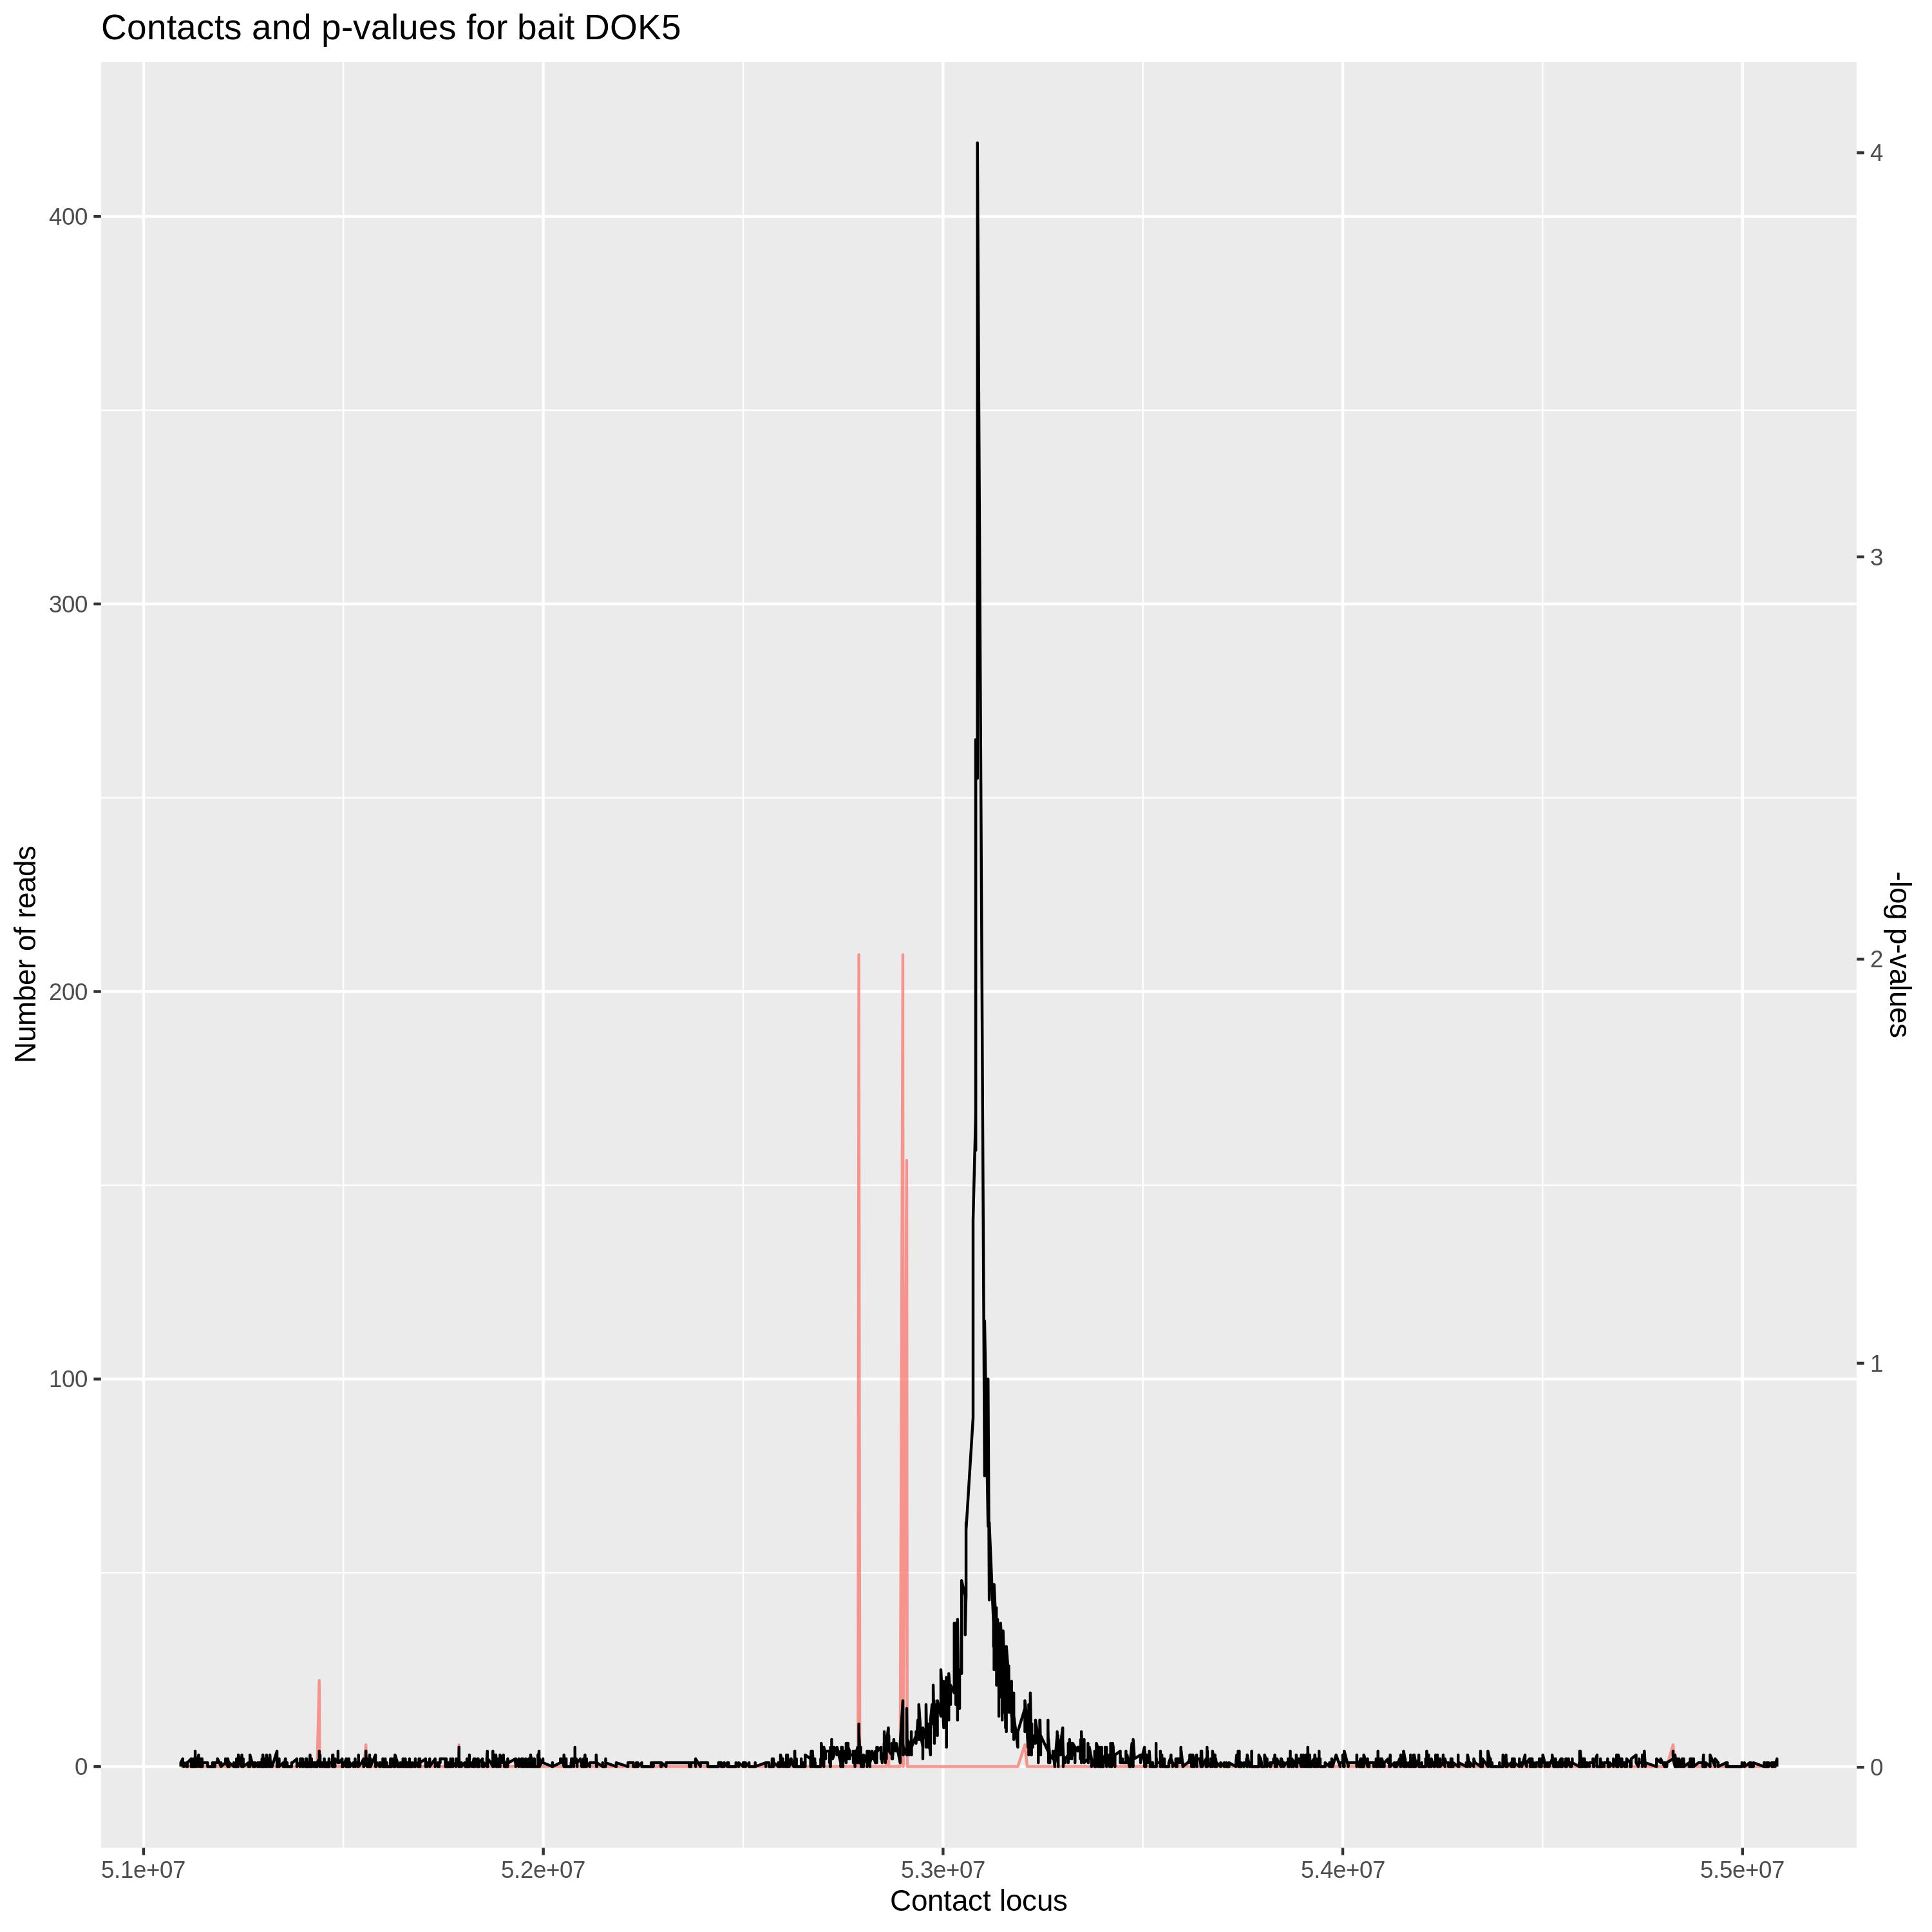 Contacts and p-values for bait DOK5
Number of reads
400
300
200
100
0
-log p-values
4
3
2
1
0
5.1e+07
5.2e+07
5.3e+07
5.4e+07
5.5e+07
Contact locus